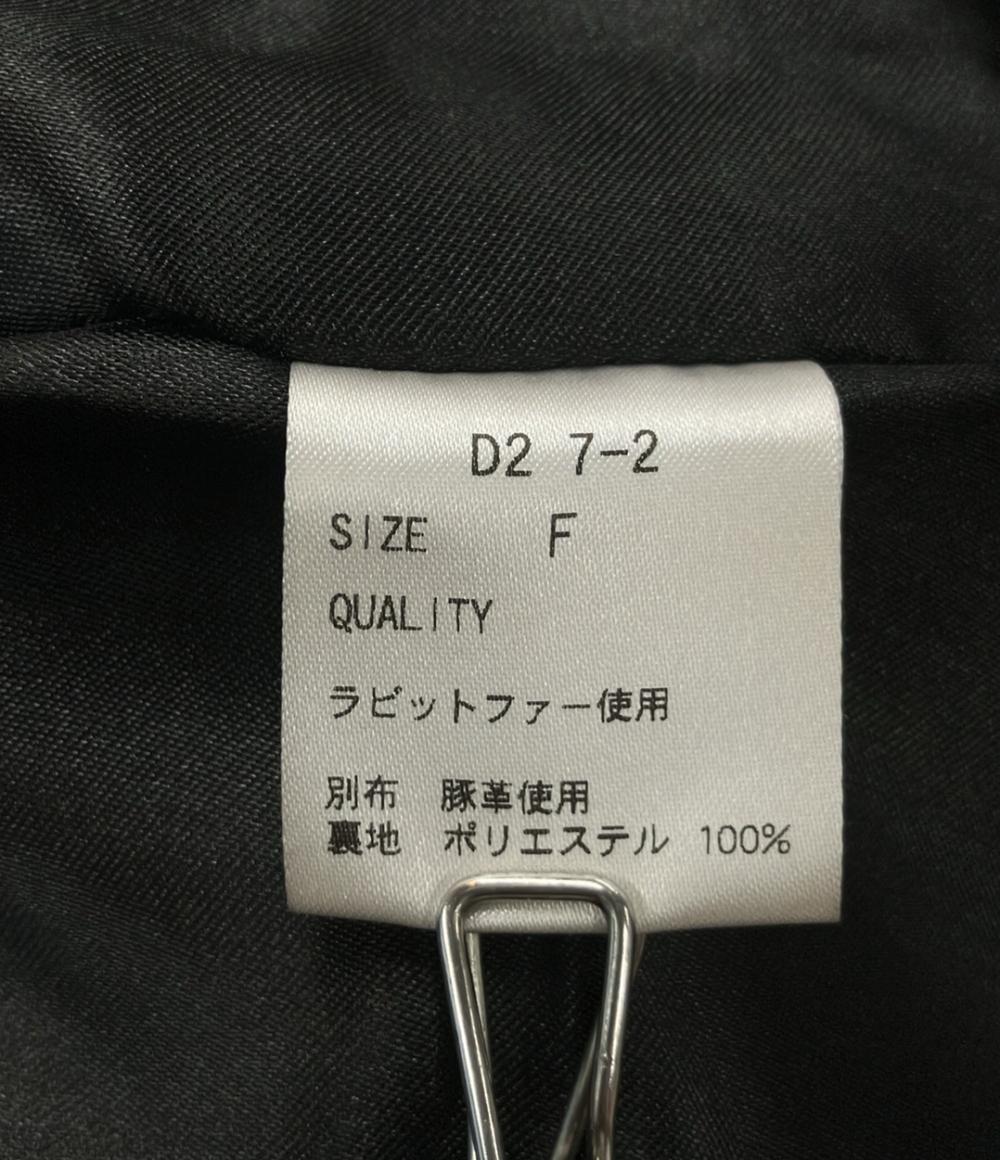 D2 7-2
SIZE F
QUALITY
ラビットファー使用
別布 豚革使用
裏地 ポリエステル 100%